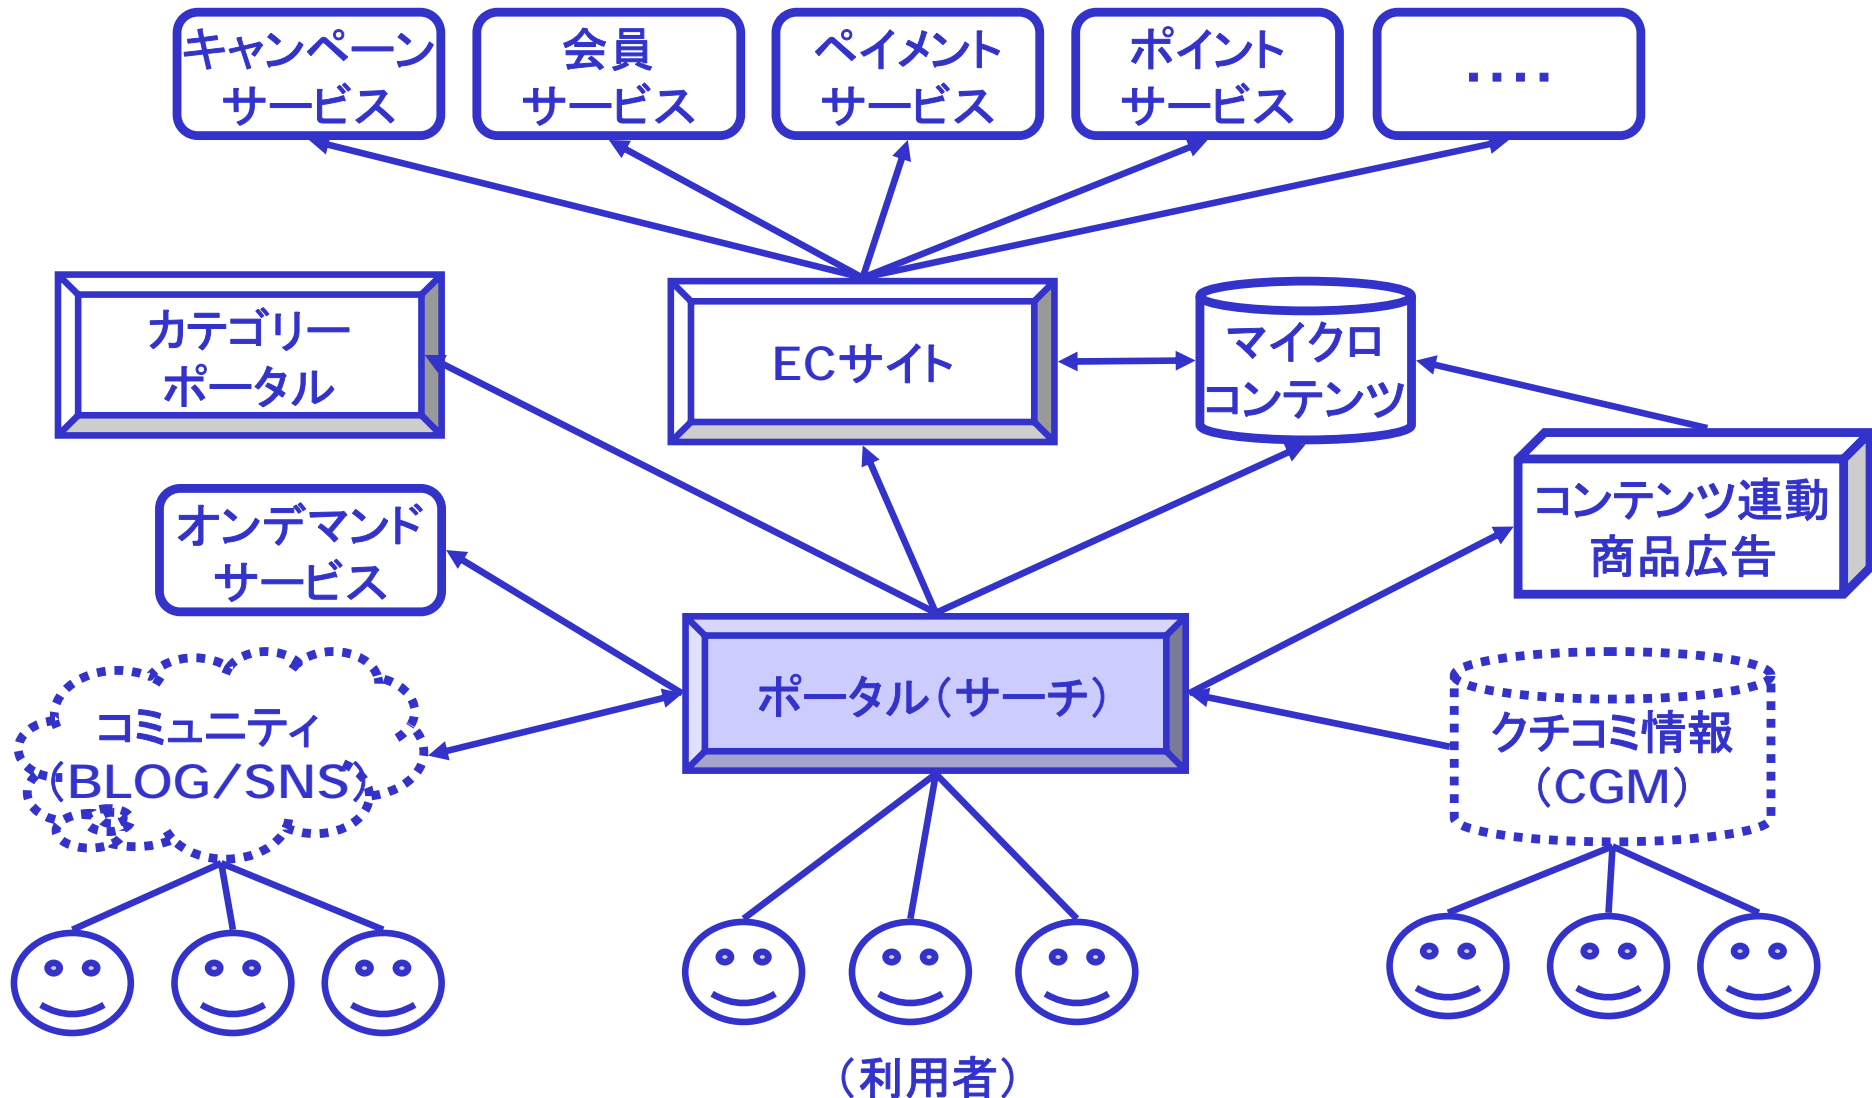 キャンペーン
サービス
会員
サービス
ペイメント
サービス
ポイント
サービス
‥‥
カテゴリー
ポータル
ECサイト
マイクロ
コンテンツ
オンデマンド
サービス
コンテンツ連動
商品広告
ポータル（サーチ）
コミュニティ
（BLOG/SNS）
クチコミ情報
（CGM）
（利用者）